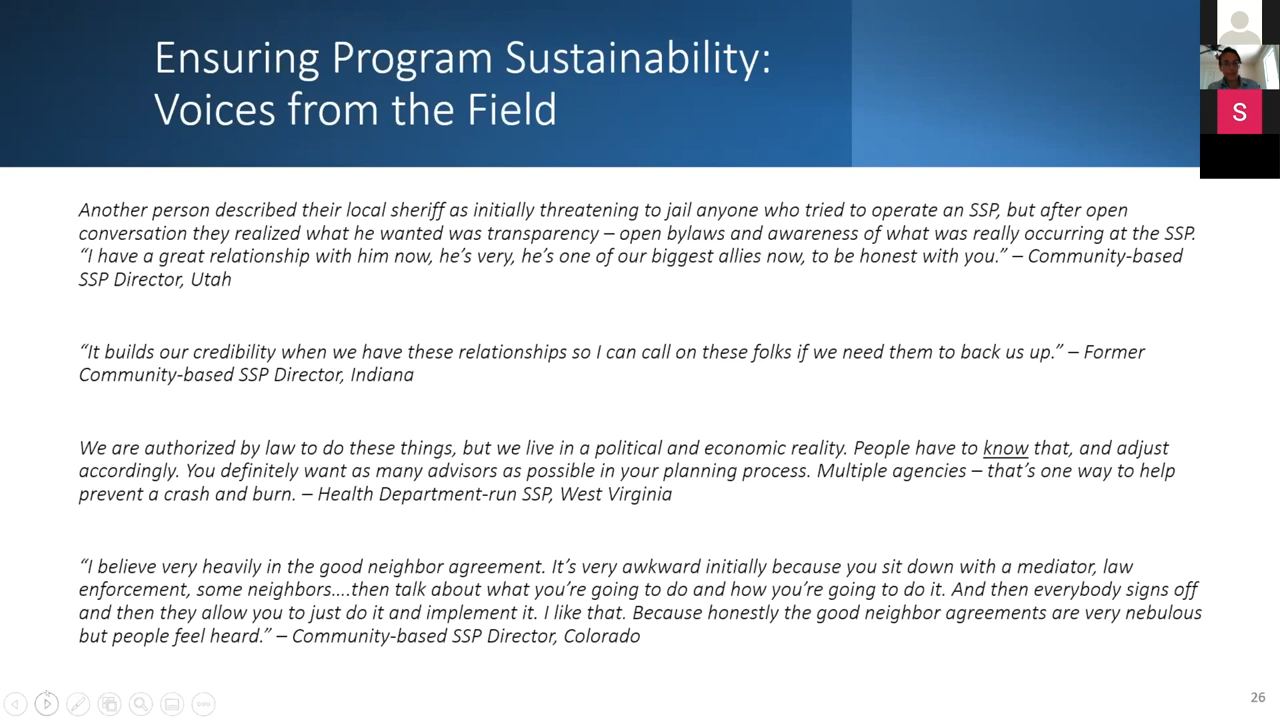 Ensuring Program Sustainability:
Voices from the Field
S
Another person described their local sheriff as initially threatening to jail anyone who tried to operate an SSP, but after open
conversation they realized what he wanted was transparency – open bylaws and awareness of what was really occurring at the SSP.
“I have a great relationship with him now, he’s very, he’s one of our biggest allies now, to be honest with you.” – Community-based
SSP Director, Utah
“It builds our credibility when we have these relationships so I can call on these folks if we need them to back us up.” – Former
Community-based SSP Director, Indiana
We are authorized by law to do these things, but we live in a political and economic reality. People have to know that, and adjust
accordingly. You definitely want as many advisors as possible in your planning process. Multiple agencies – that’s one way to help
prevent a crash and burn. – Health Department-run SSP, West Virginia
“I believe very heavily in the good neighbor agreement. It’s very awkward initially because you sit down with a mediator, law
enforcement, some neighbors….then talk about what you’re going to do and how you’re going to do it. And then everybody signs off
and then they allow you to just do it and implement it. I like that. Because honestly the good neighbor agreements are very nebulous
but people feel heard.” – Community-based SSP Director, Colorado
26